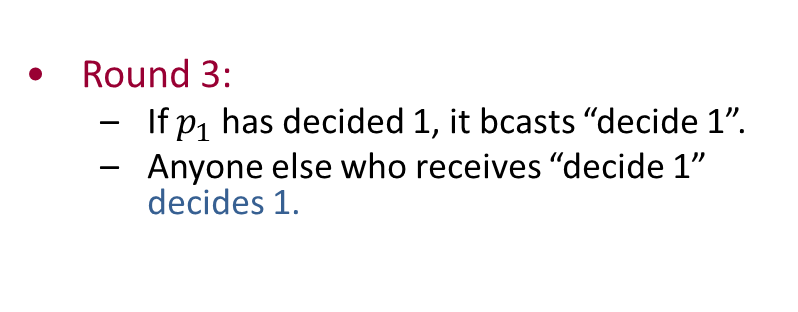 • Round 3:
– If p₁ has decided 1, it bcasts “decide 1”.
– Anyone else who receives “decide 1”
decides 1.